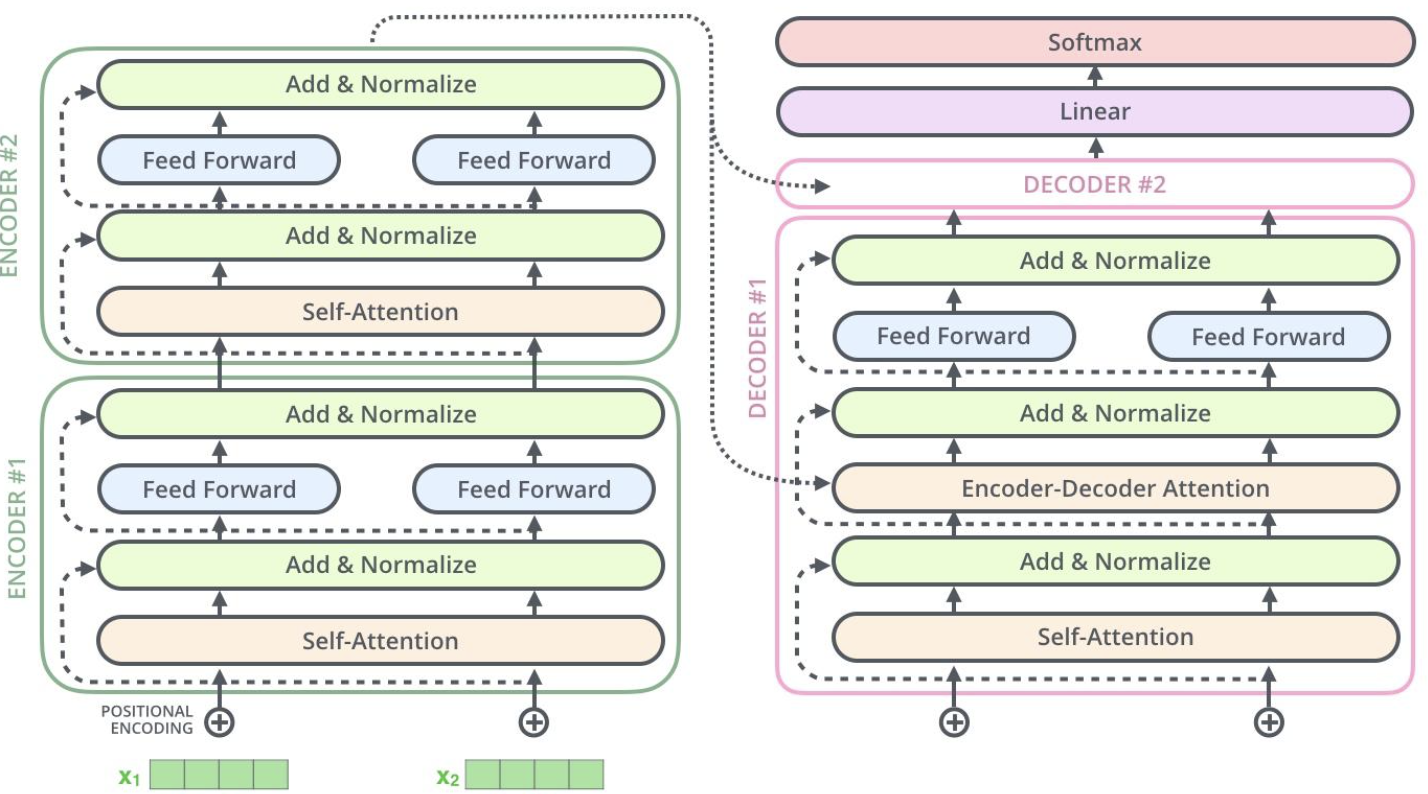 ENCODER #2
Add & Normalize
Feed Forward
Feed Forward
Add & Normalize
Self-Attention
ENCODER #1
Add & Normalize
Feed Forward
Feed Forward
Add & Normalize
Self-Attention
POSITIONAL
ENCODING
x₁
x₂
Softmax
Linear
DECODER #2
DECODER #1
Add & Normalize
Feed Forward
Feed Forward
Add & Normalize
Encoder-Decoder Attention
Add & Normalize
Self-Attention